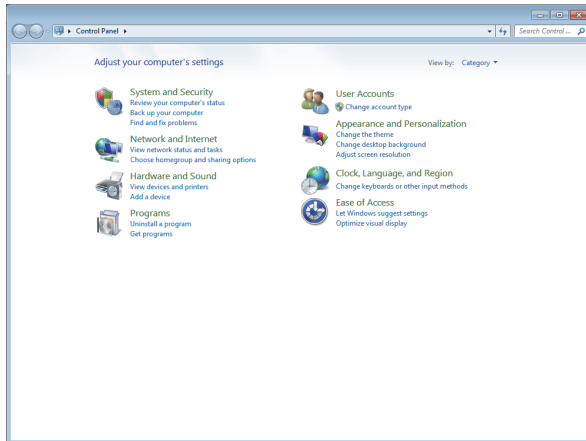 Control Panel
Search Control ...
Adjust your computer's settings
View by: Category
System and Security
Review your computer's status
Back up your computer
Find and fix problems
Network and Internet
View network status and tasks
Choose homegroup and sharing options
Hardware and Sound
View devices and printers
Add a device
Programs
Uninstall a program
Get programs
User Accounts
Change account type
Appearance and Personalization
Change the theme
Change desktop background
Adjust screen resolution
Clock, Language, and Region
Change keyboards or other input methods
Ease of Access
Let Windows suggest settings
Optimize visual display